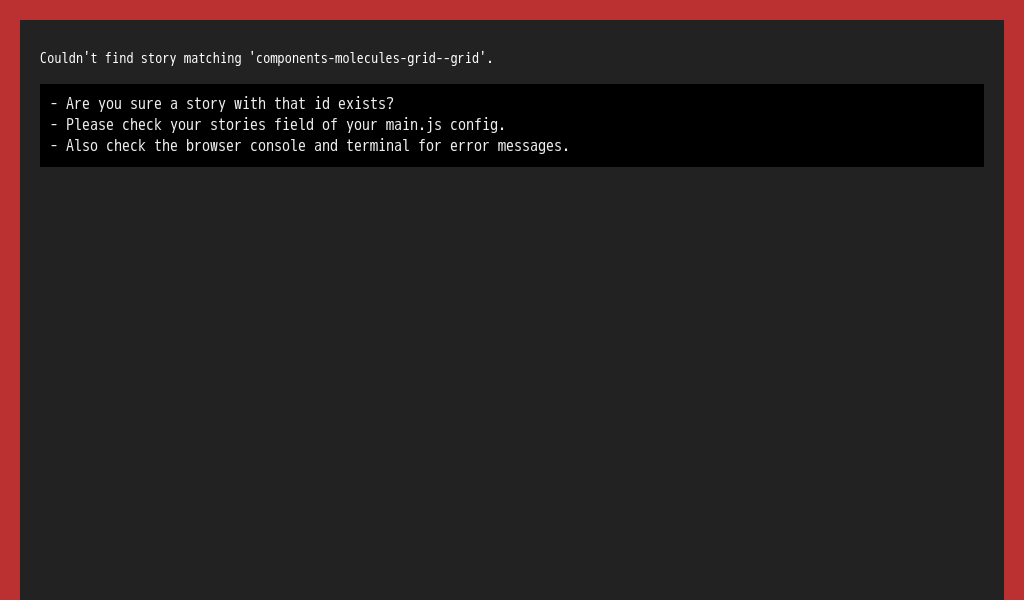 Couldn't find story matching 'components-molecules-grid--grid'.
- Are you sure a story with that id exists?
- Please check your stories field of your main.js config.
- Also check the browser console and terminal for error messages.